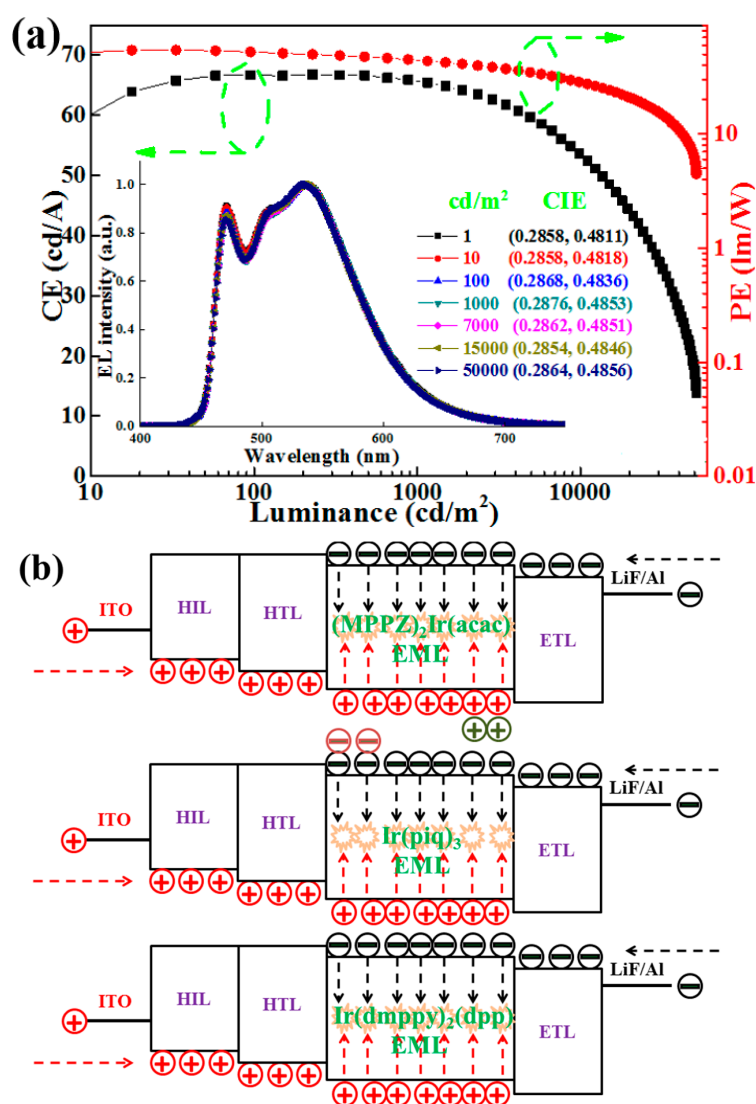 (a)
75
70
60
50
40
30
20
10
0
CE (cd/A)
10
100
1000
10000
Luminance (cd/m²)
10
1
0.1
0.01
PE (lm/W)
1.0
0.8
0.6
0.4
0.2
0.0
EL intensity (a.u.)
400
500
600
700
Wavelength (nm)
cd/m² CIE
1 (0.2858, 0.4811)
10 (0.2858, 0.4818)
100 (0.2868, 0.4836)
1000 (0.2876, 0.4853)
7000 (0.2862, 0.4851)
15000 (0.2854, 0.4846)
50000 (0.2864, 0.4856)
(b)
ITO
HIL
HTL
(MPPZ)₂Ir(acac)
EML
ETL
LiF/Al
ITO
HIL
HTL
Ir(piq)₃
EML
ETL
LiF/Al
ITO
HIL
HTL
Ir(dmppy)₂(dpp)
EML
ETL
LiF/Al